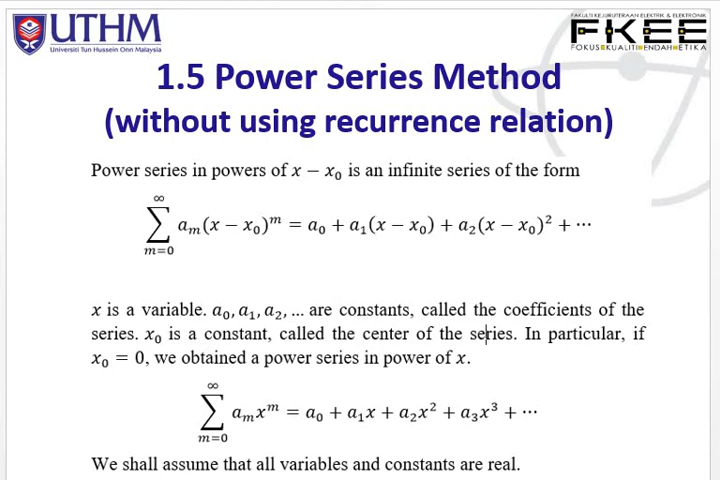 UTHM
Universiti Tun Hussein Onn Malaysia
FAKULTI KEJURUTERAAN ELEKTRIK & ELEKTRONIK
FKEE
FOKUS KUALITI ENDAH ETIKA
1.5 Power Series Method
(without using recurrence relation)
Power series in powers of x − x₀ is an infinite series of the form
∞
∑ aₘ(x − x₀)ᵐ = a₀ + a₁(x − x₀) + a₂(x − x₀)² + ⋯
m=0
x is a variable. a₀, a₁, a₂, … are constants, called the coefficients of the
series. x₀ is a constant, called the center of the series. In particular, if
x₀ = 0, we obtained a power series in power of x.
∞
∑ aₘxᵐ = a₀ + a₁x + a₂x² + a₃x³ + ⋯
m=0
We shall assume that all variables and constants are real.